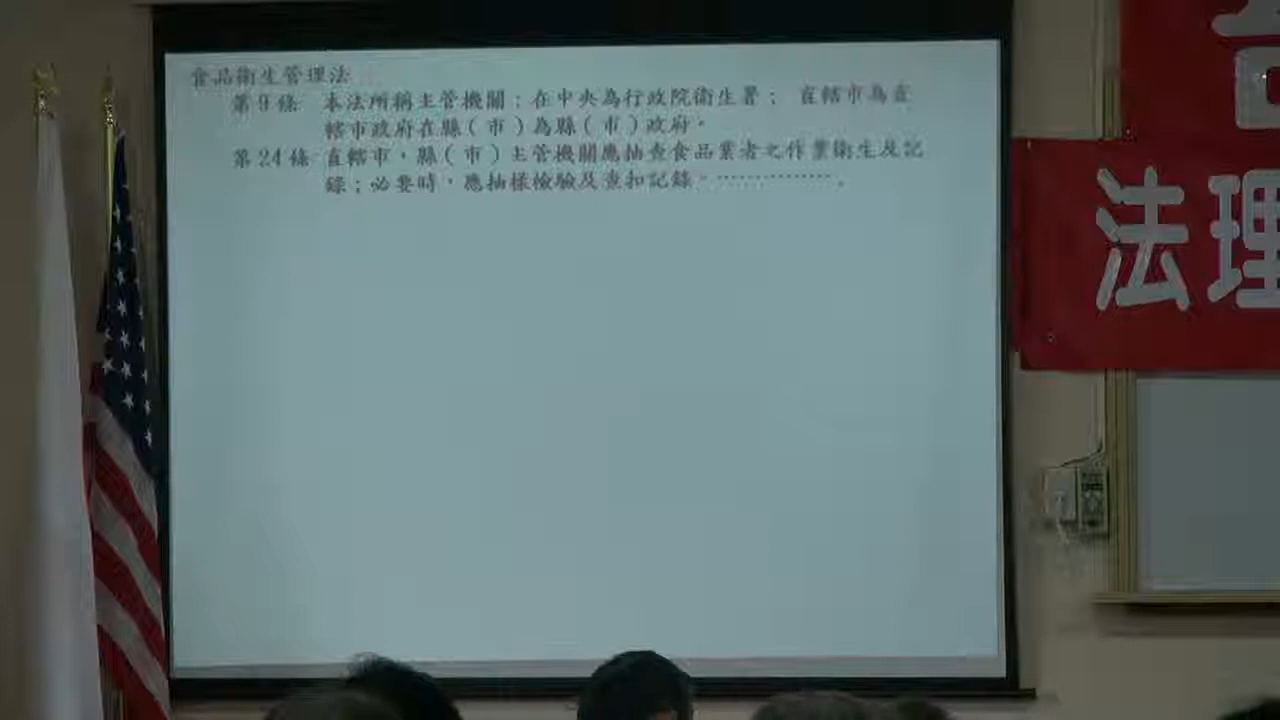 食品衛生管理法
第9條 本法所稱主管機關:在中央為行政院衛生署; 直轄市為直
轄市政府在縣(市)為縣(市)政府。
第24條 直轄市,縣(市)主管機關應抽查食品業者之作業衛生及記
錄;必要時,應抽樣檢驗及查扣記錄。……………。
法理